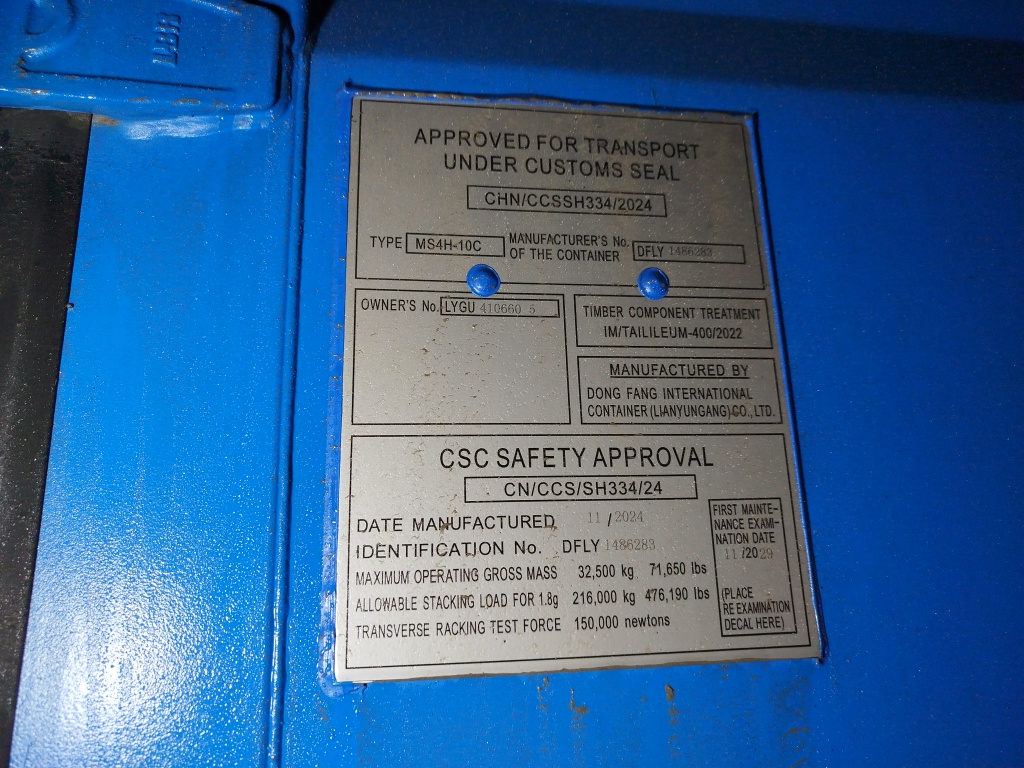 APPROVED FOR TRANSPORT
UNDER CUSTOMS SEAL
CHN/CCSSH334/2024
TYPE MS4H-10C MANUFACTURER'S No. OF THE CONTAINER DFLY 1486283
OWNER'S No. LYGU 410660 5
TIMBER COMPONENT TREATMENT
IM/TAILILEUM-400/2022
MANUFACTURED BY
DONG FANG INTERNATIONAL
CONTAINER (LIANYUNGANG) CO., LTD.
CSC SAFETY APPROVAL
CN/CCS/SH334/24
DATE MANUFACTURED 11 / 2024
IDENTIFICATION No. DFLY 1486283
MAXIMUM OPERATING GROSS MASS 32,500 kg 71,650 lbs
ALLOWABLE STACKING LOAD FOR 1.8g 216,000 kg 476,190 lbs
TRANSVERSE RACKING TEST FORCE 150,000 newtons
FIRST MAINTE-
NANCE EXAMI-
NATION DATE
11/2029
(PLACE
RE EXAMINATION
DECAL HERE)